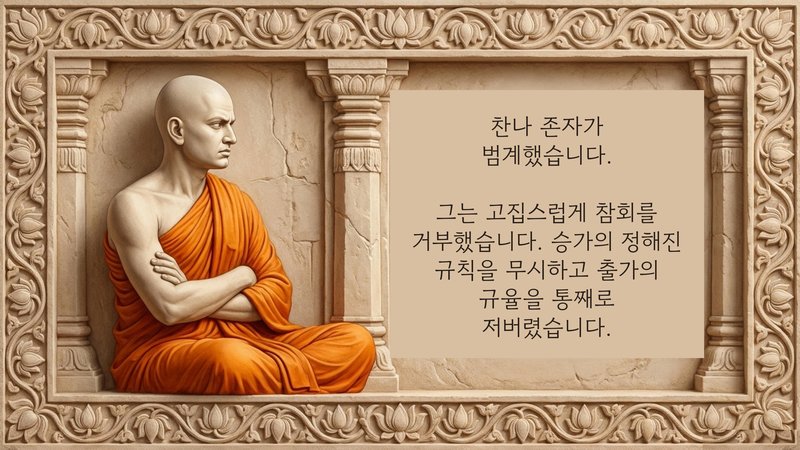 찬나 존자가
범계했습니다.
그는 고집스럽게 참회를
거부했습니다. 승가의 정해진
규칙을 무시하고 출가의
규율을 통째로
저버렸습니다.